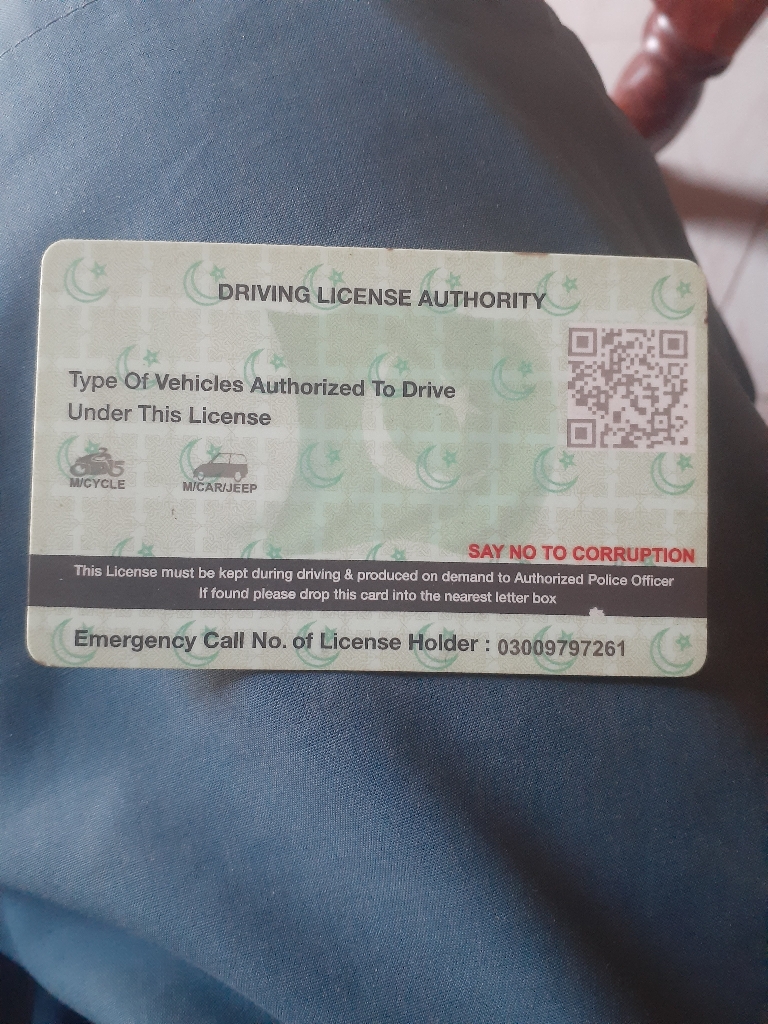 DRIVING LICENSE AUTHORITY
Type Of Vehicles Authorized To Drive
Under This License
M/CYCLE
M/CAR/JEEP
SAY NO TO CORRUPTION
This License must be kept during driving & produced on demand to Authorized Police Officer
If found please drop this card into the nearest letter box
Emergency Call No. of License Holder : 03009797261